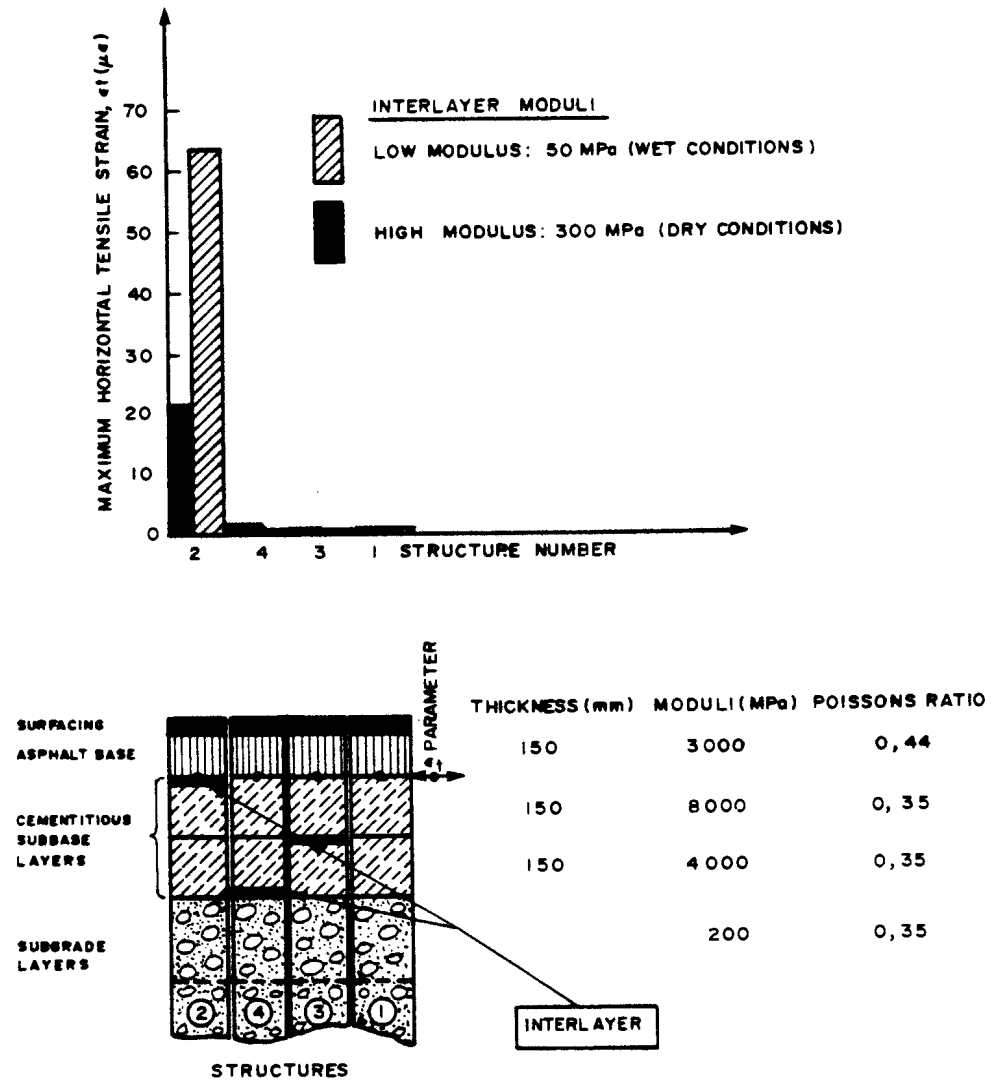 MAXIMUM HORIZONTAL TENSILE STRAIN, εt (με)
70
60
50
40
30
20
10
0
INTERLAYER MODULI
LOW MODULUS: 50 MPa (WET CONDITIONS)
HIGH MODULUS: 300 MPa (DRY CONDITIONS)
2 4 3 1 STRUCTURE NUMBER
PARAMETER
εt
THICKNESS (mm) MODULI (MPa) POISSONS RATIO
SURFACING
ASPHALT BASE
150 3000 0,44
CEMENTITIOUS
SUBBASE
LAYERS
150 8000 0,35
150 4000 0,35
SUBGRADE
LAYERS
200 0,35
2 4 3 1
INTERLAYER
STRUCTURES